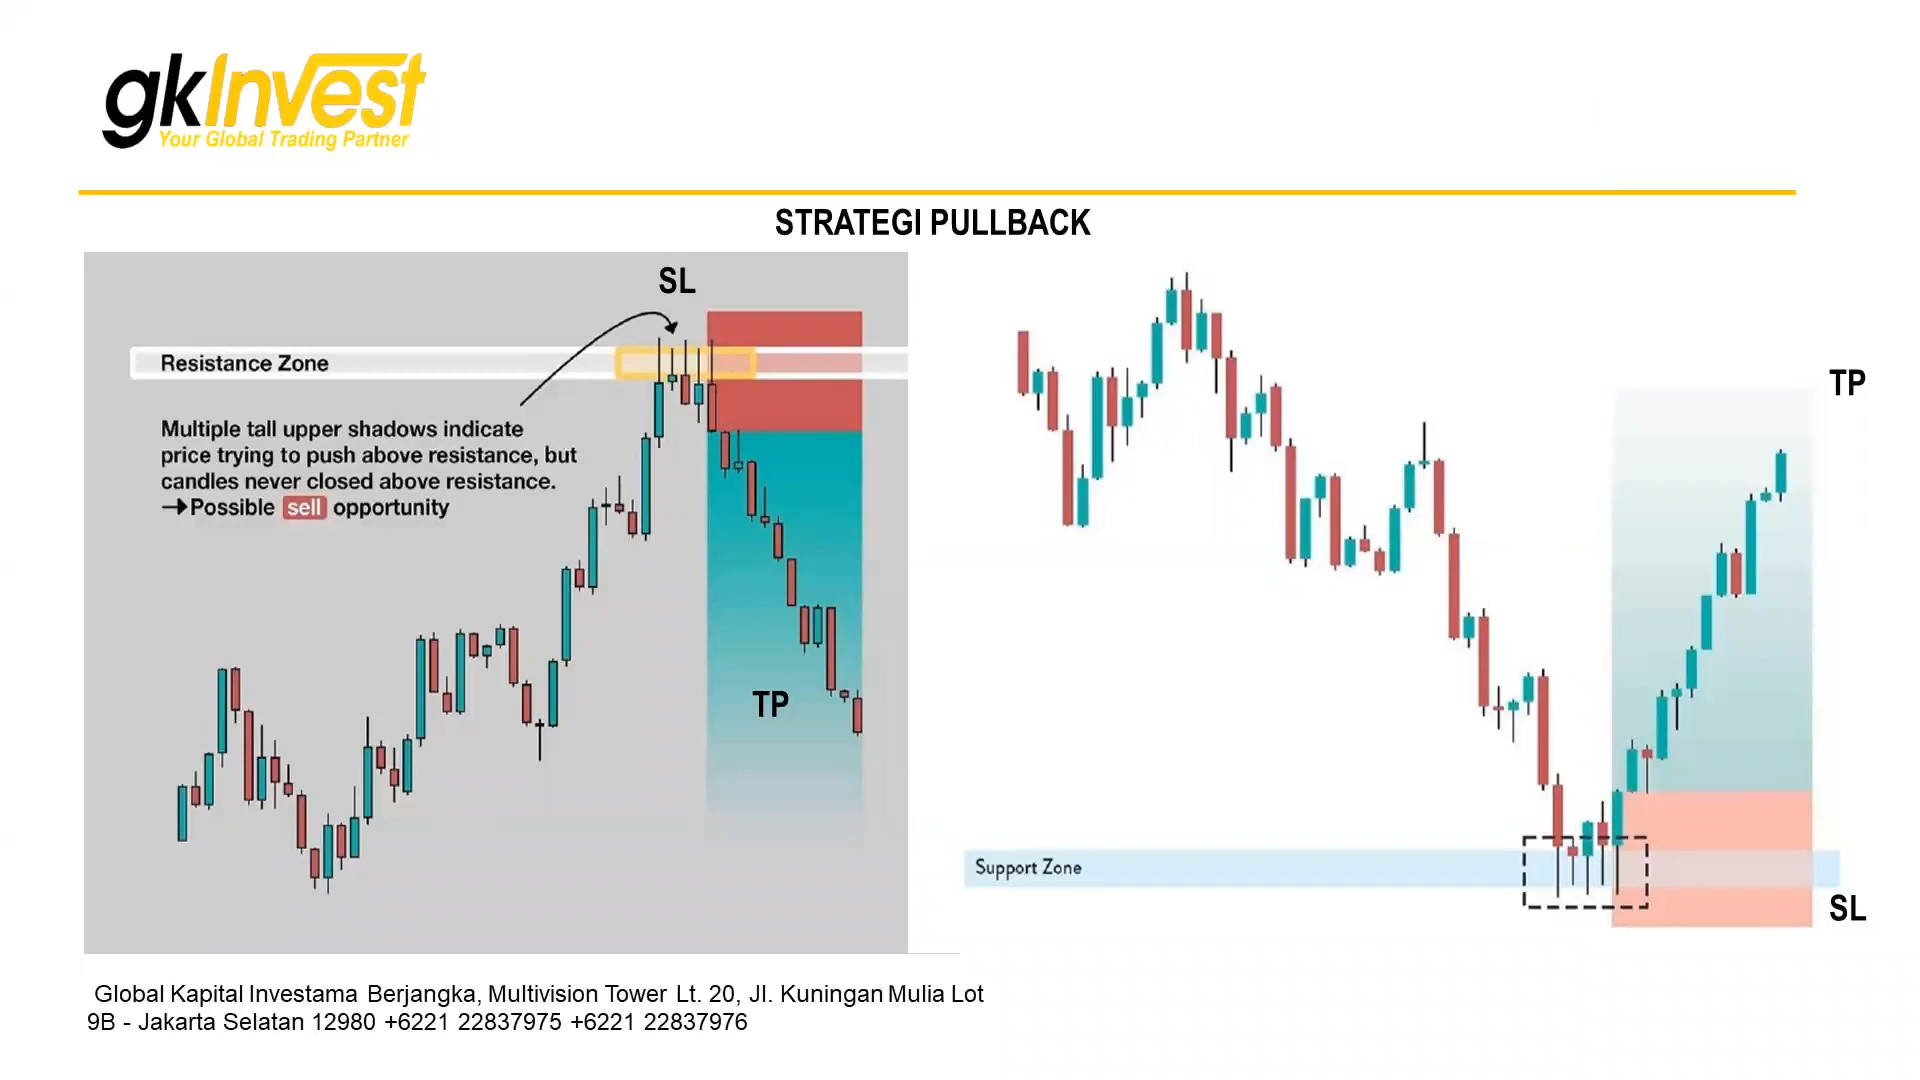 gkInvest
Your Global Trading Partner
STRATEGI PULLBACK
SL
Resistance Zone
Multiple tall upper shadows indicate
price trying to push above resistance, but
candles never closed above resistance.
→Possible sell opportunity
TP
TP
Support Zone
SL
Global Kapital Investama Berjangka, Multivision Tower Lt. 20, Jl. Kuningan Mulia Lot
9B - Jakarta Selatan 12980 +6221 22837975 +6221 22837976